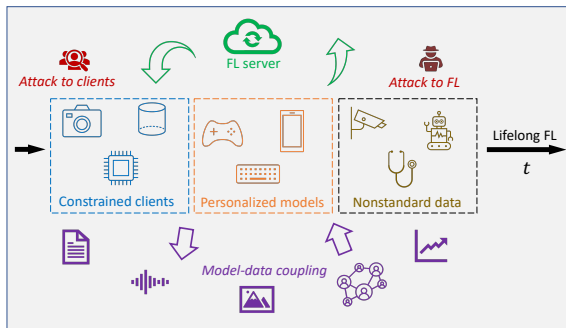 FL server
Attack to clients
Attack to FL
Constrained clients
Personalized models
Nonstandard data
Lifelong FL
t
Model-data coupling